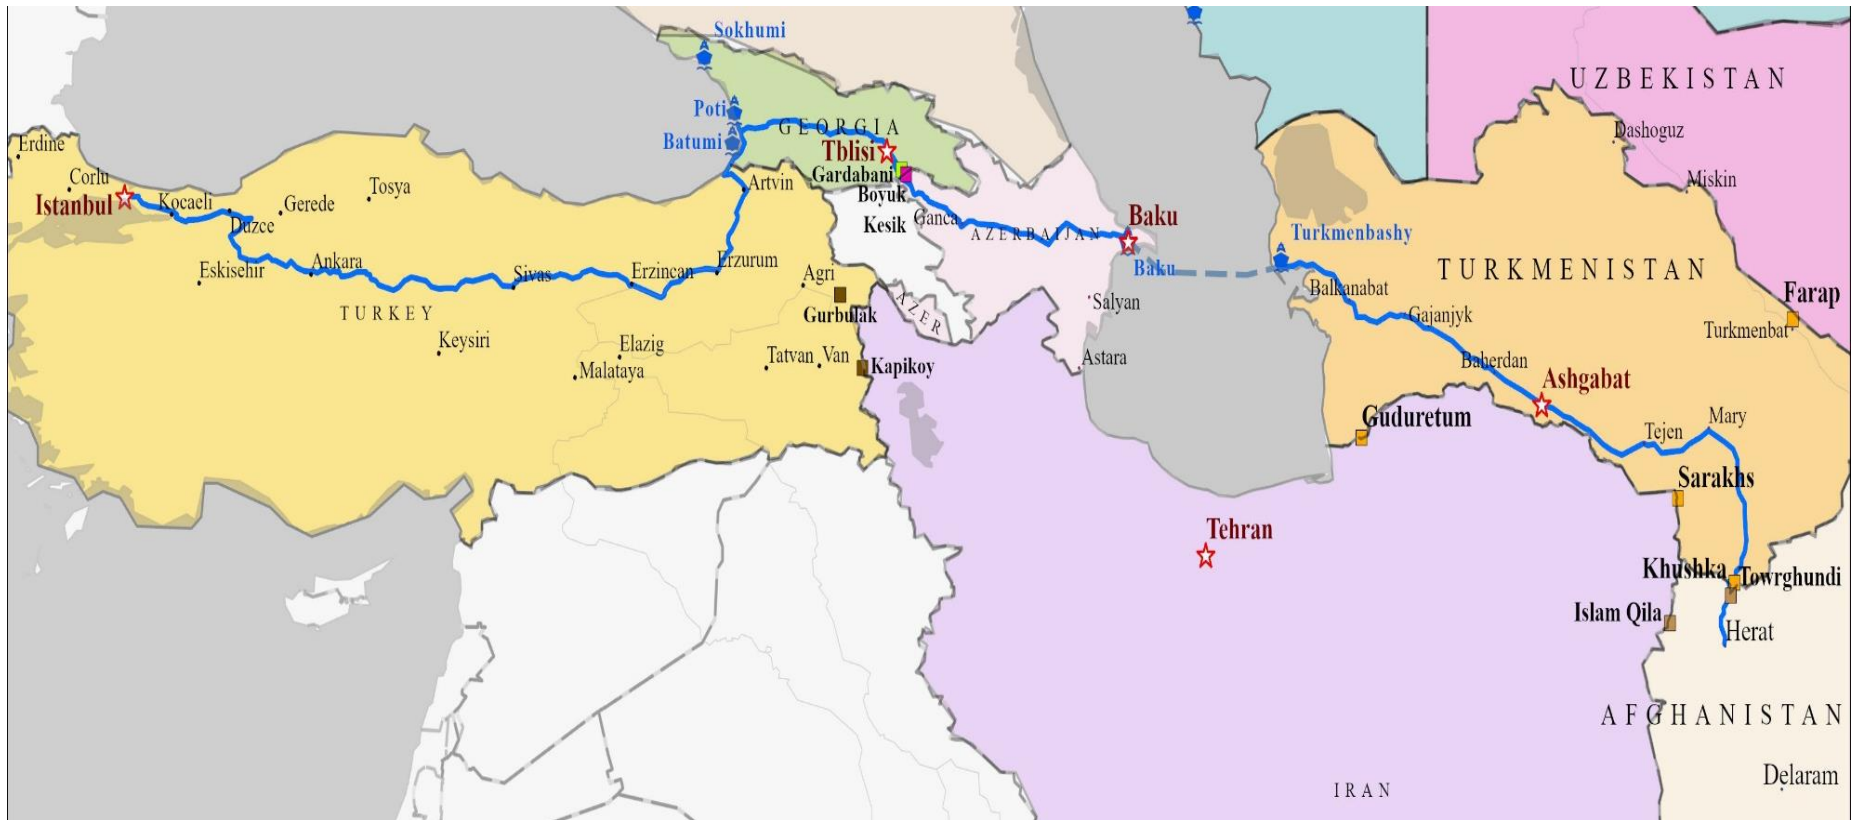 Sokhumi
UZBEKISTAN
Poti
GEORGIA
Dashoguz
Erdine
Batumi
Tblisi
Corlu
Gardabani
Miskin
Istanbul
Kocaeli
Gerede
Tosya
Artvin
Boyuk
Kesik
Ganca
Duzce
AZERBAIJAN
Baku
Turkmenbashy
Eskisehir
Ankara
Sivas
Erzincan
Erzurum
Agri
Baku
TURKMENISTAN
Balkanabat
Farap
TURKEY
Gurbulak
AZER
Salyan
Gajanjyk
Turkmenbat
Keysiri
Elazig
Malataya
Tatvan
Van
Kapikoy
Astara
Baherdan
Ashgabat
Guduretum
Tejen
Mary
Sarakhs
Tehran
Khushka
Towrghundi
Islam Qila
Herat
AFGHANISTAN
IRAN
Delaram